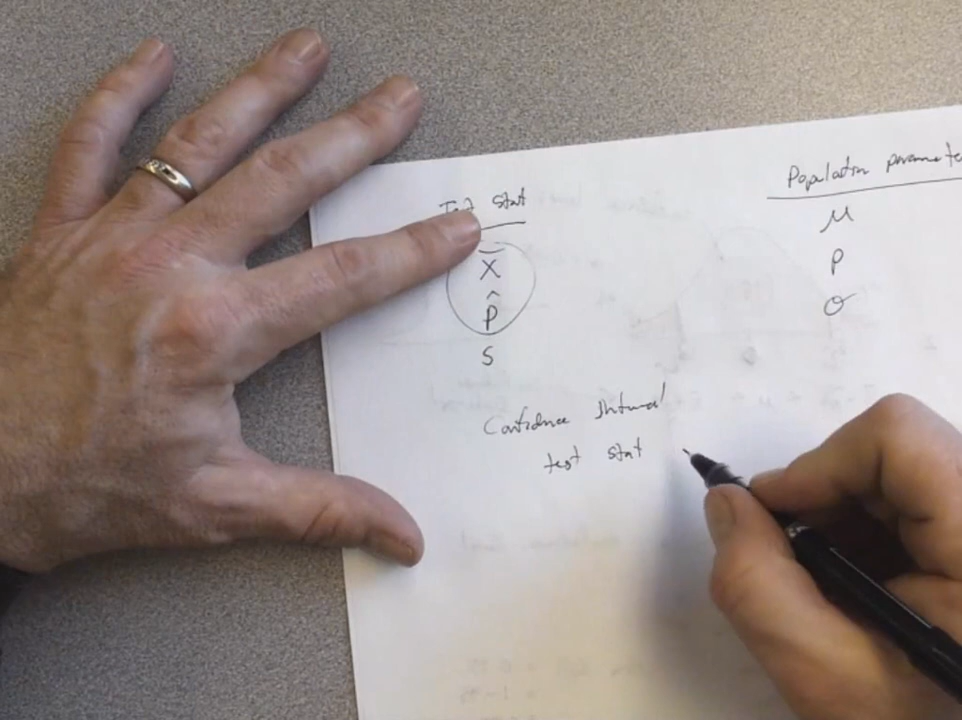 Test stat
x̄
p̂
s
Population paramete
μ
p
σ
Confidence Interval
test stat